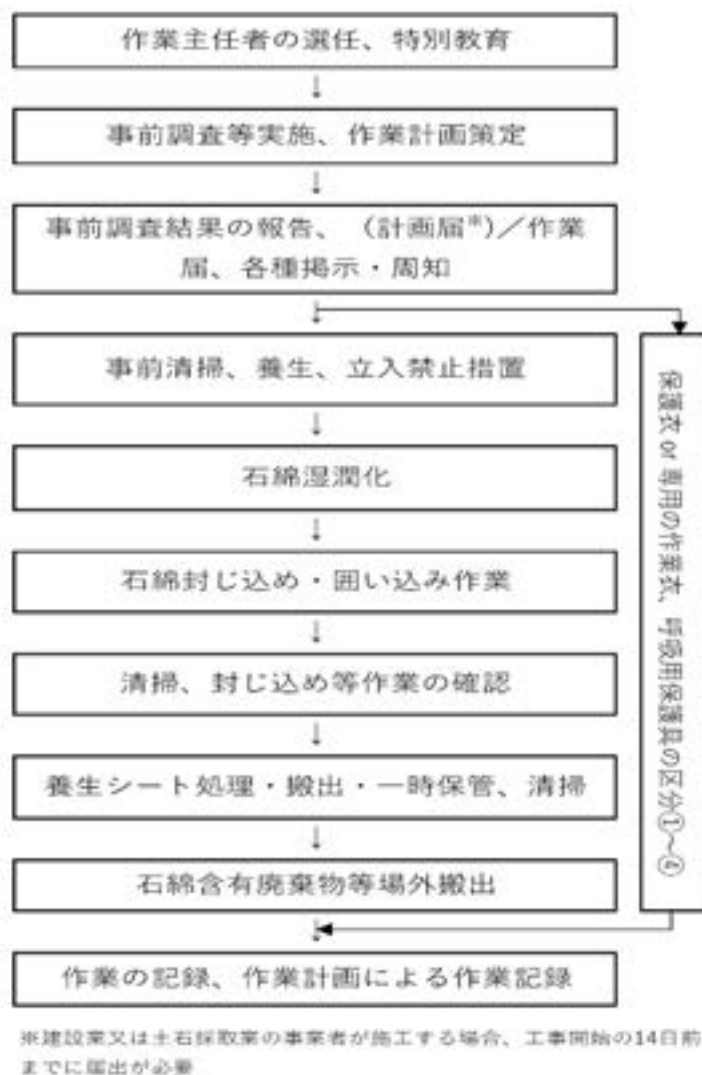 作業主任者の選任、特別教育
↓
事前調査等実施、作業計画策定
↓
事前調査結果の報告、（計画届※）／作業
届、各種掲示・周知
↓
事前清掃、養生、立入禁止措置
↓
石綿湿潤化
↓
石綿封じ込め・囲い込み作業
↓
清掃、封じ込め等作業の確認
↓
養生シート処理・搬出・一時保管、清掃
↓
石綿含有廃棄物等場外搬出
↓
保護衣 or 専用の作業衣、呼吸用保護具の区分①～④
作業の記録、作業計画による作業記録
※建設業又は土石採取業の事業者が施工する場合、工事開始の14日前
までに届出が必要